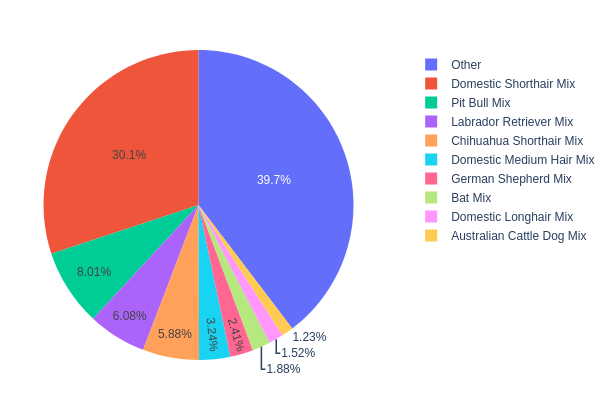 39.7%
30.1%
8.01%
6.08%
5.88%
3.24%
2.41%
1.88%
1.52%
1.23%
Other
Domestic Shorthair Mix
Pit Bull Mix
Labrador Retriever Mix
Chihuahua Shorthair Mix
Domestic Medium Hair Mix
German Shepherd Mix
Bat Mix
Domestic Longhair Mix
Australian Cattle Dog Mix